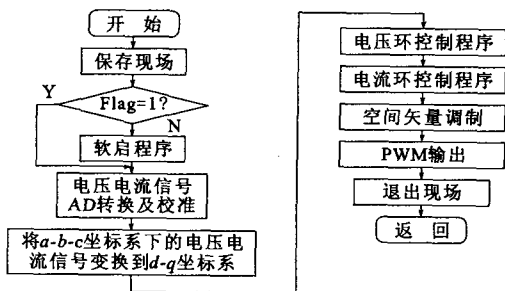 开 始
保存现场
Flag=1?
Y
N
软启程序
电压电流信号
AD转换及校准
将a-b-c坐标系下的电压电
流信号变换到d-q坐标系
电压环控制程序
电流环控制程序
空间矢量调制
PWM输出
退出现场
返 回